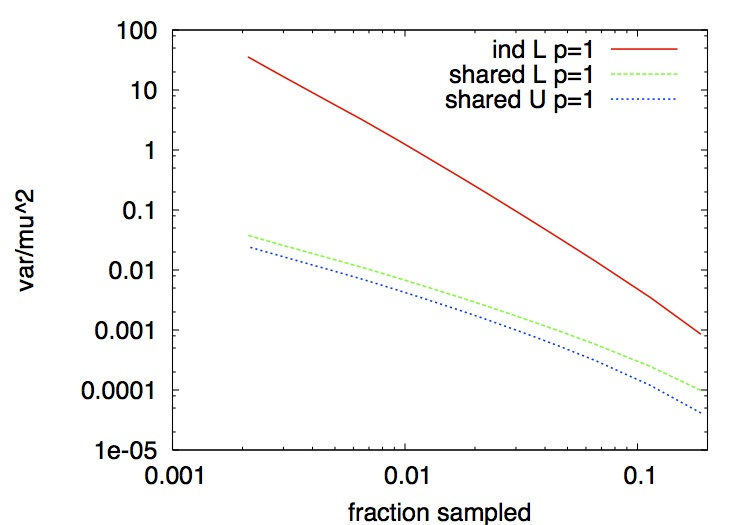 100
ind L p=1
shared L p=1
shared U p=1
10
1
0.1
0.01
0.001
0.0001
1e-05
var/mu^2
0.001
0.01
0.1
fraction sampled